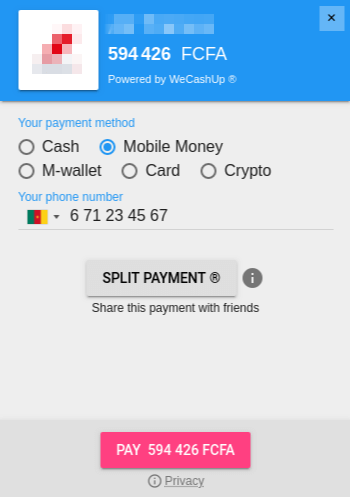 594 426 FCFA
Powered by WeCashUp ®
Your payment method
Cash Mobile Money
M-wallet Card Crypto
Your phone number
6 71 23 45 67
SPLIT PAYMENT ®
Share this payment with friends
PAY 594 426 FCFA
Privacy